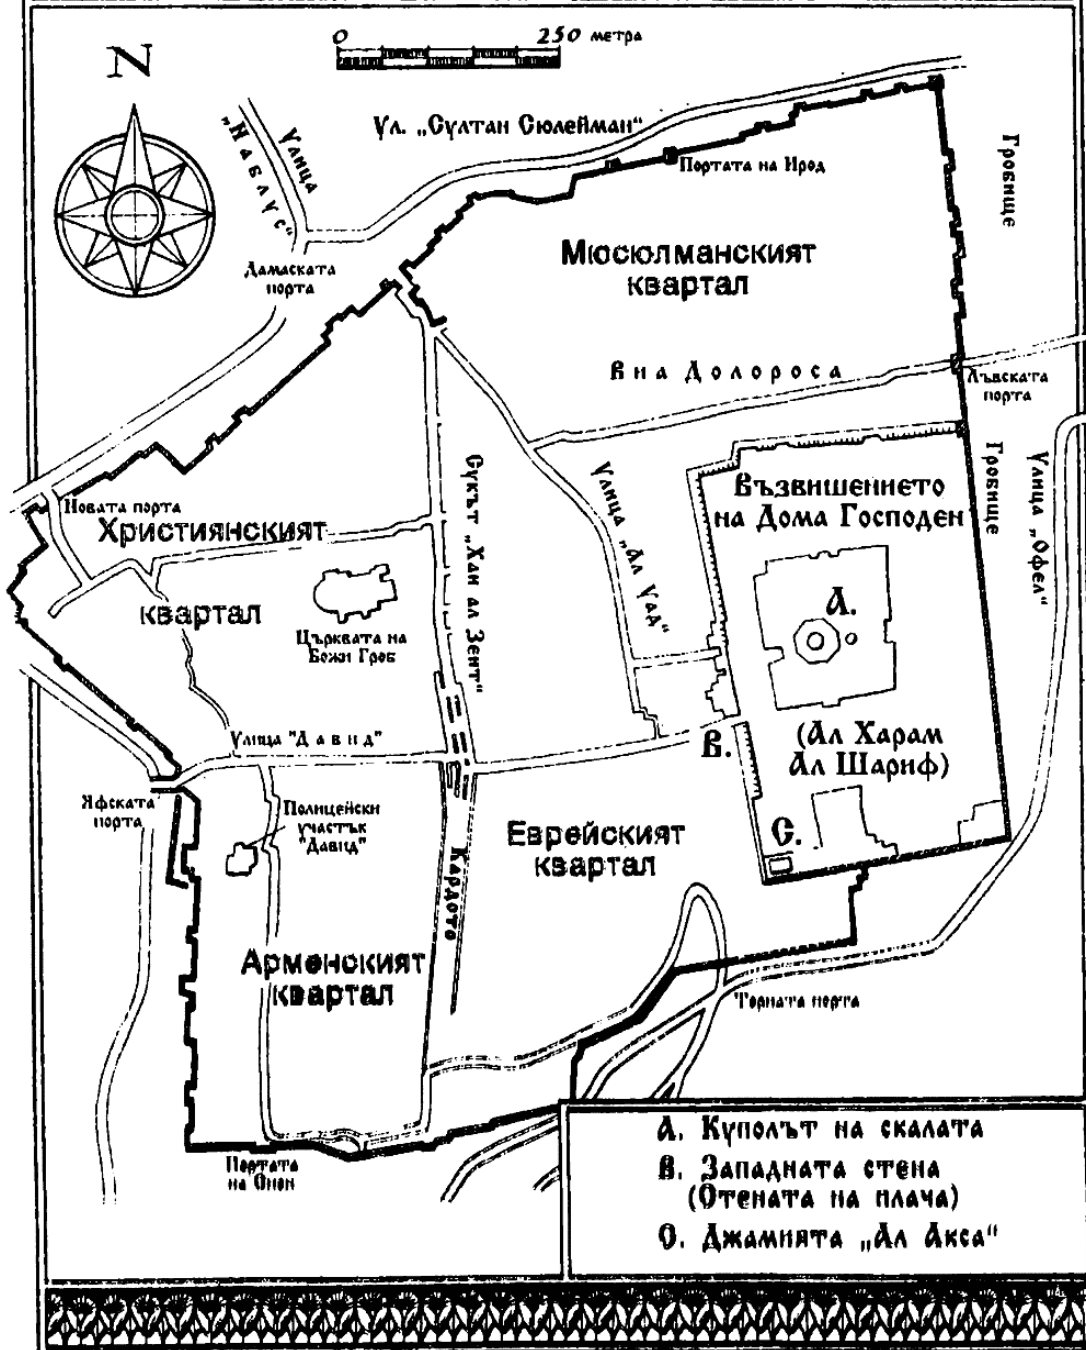 0 250 метра
N
Ул. „Султан Сюлейман“
Улица
„Наблус“
Портата на Ирод
Гробище
Мюсюлманският
квартал
Дамаската
порта
Виа Долороса
Лъвската
порта
Новата порта
Християнският
квартал
Сукът „Хан ал Зеит“
Улица „Ал Уад“
Възвишението
на Дома Господен
Гробище
Улица „Офел“
А.
Църквата на
Божи Гроб
Улица "Давид"
В.
(Ал Харам
Ал Шариф)
Яфската
порта
Полицейски
участък
"Давид"
Еврейският
квартал
С.
Кардото
Арменският
квартал
Торната порта
Портата
на Сион
А. Куполът на скалата
В. Западната стена
(Стената на плача)
С. Джамията „Ал Акса“